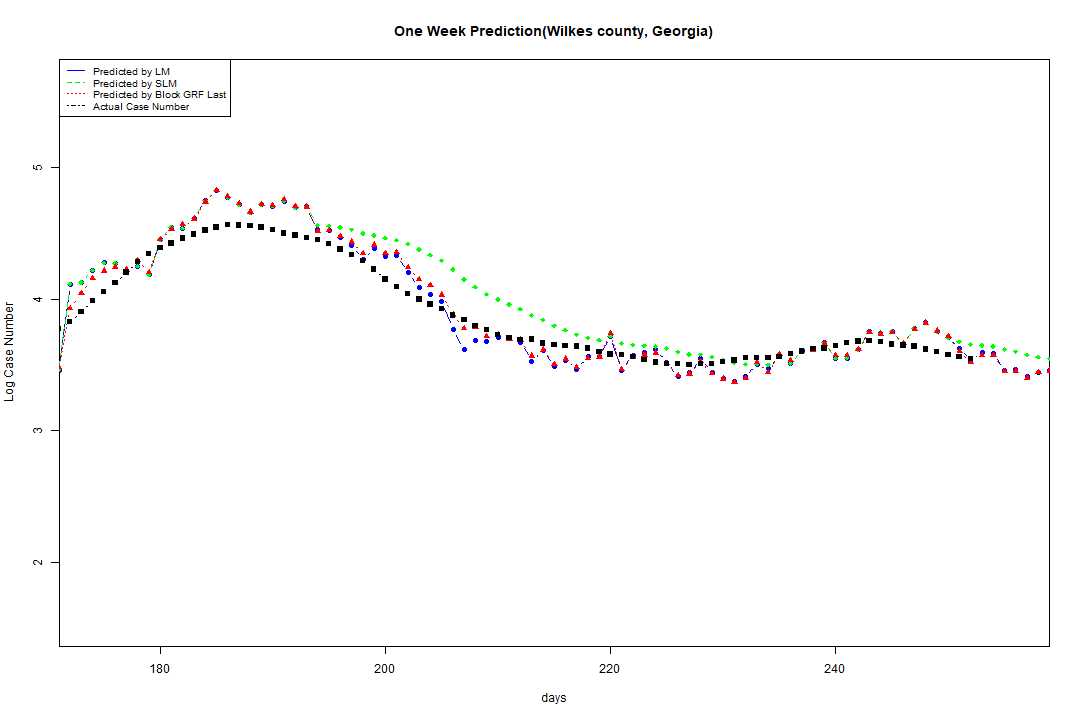 One Week Prediction(Wilkes county, Georgia)
Predicted by LM
Predicted by SLM
Predicted by Block GRF Last
Actual Case Number
5
4
3
2
Log Case Number
180 200 220 240
days